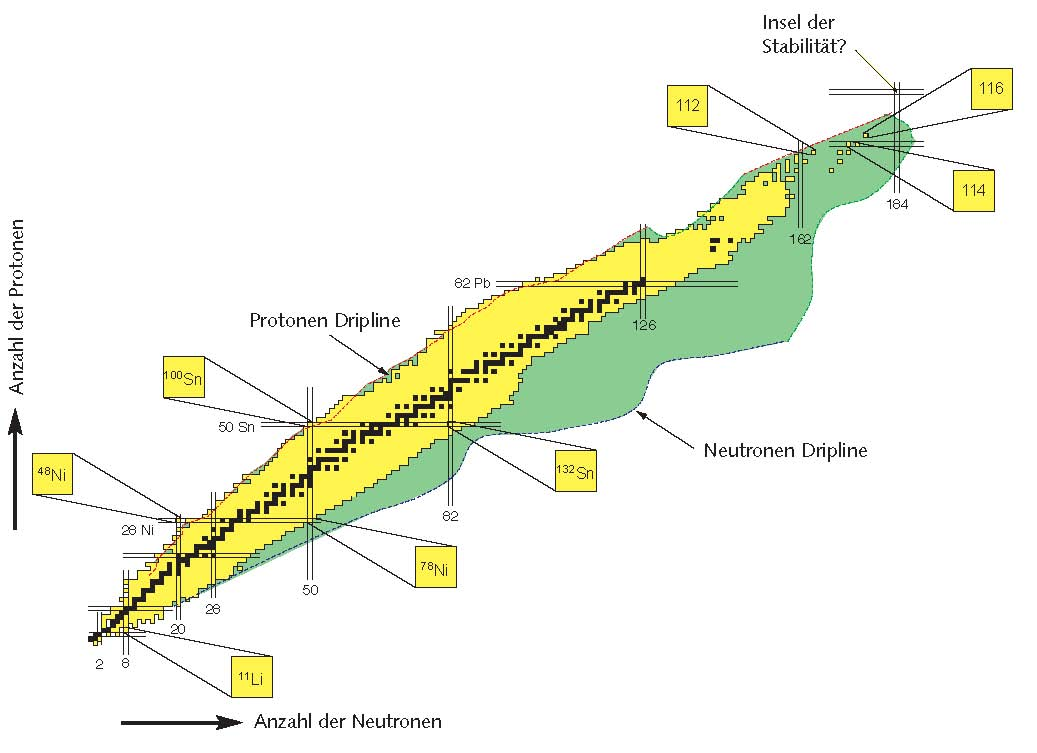 Insel der
Stabilität?
116
112
114
184
162
Anzahl der Protonen
82 Pb
126
Protonen Dripline
100Sn
50 Sn
Neutronen Dripline
132Sn
48Ni
82
28 Ni
78Ni
50
28
20
2
8
11Li
Anzahl der Neutronen